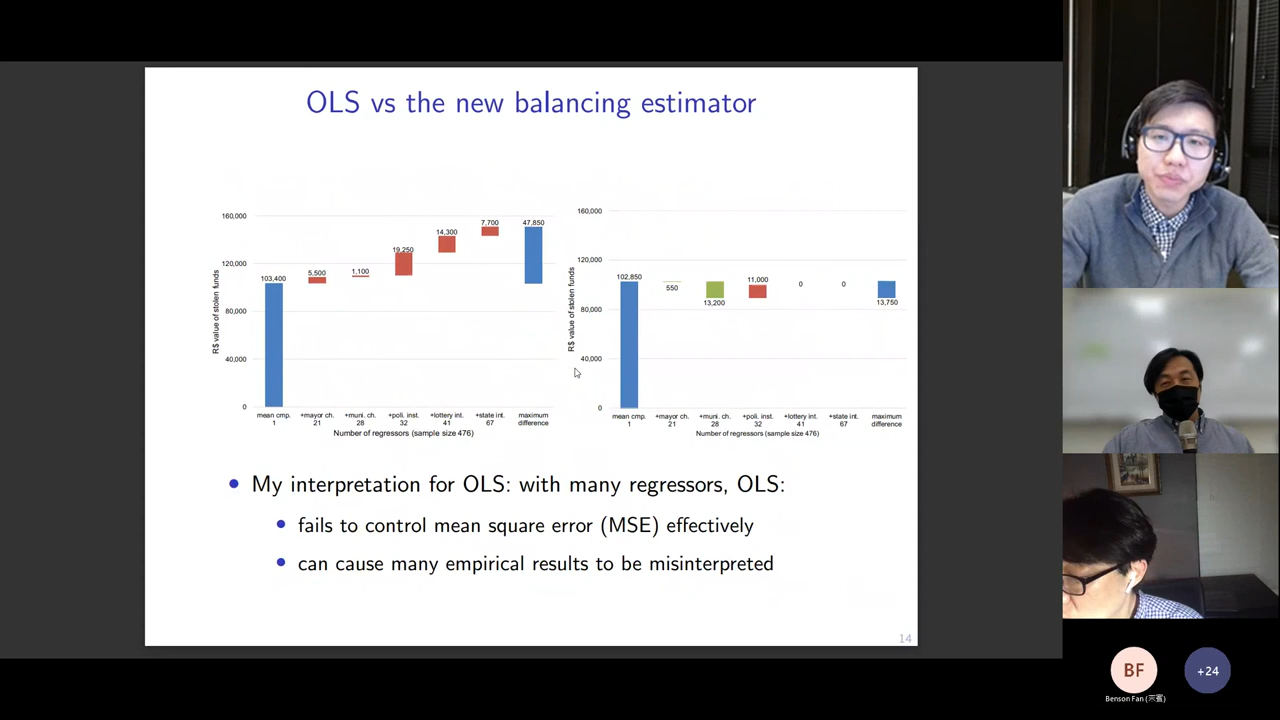 OLS vs the new balancing estimator
R$ value of stolen funds
160,000
120,000
80,000
40,000
0
103,400
5,500
1,100
19,250
14,300
7,700
47,850
mean cmp. +mayor ch. +muni. ch. +poli. inst. +lottery int. +state int. maximum
1 21 28 32 41 67 difference
Number of regressors (sample size 476)
R$ value of stolen funds
160,000
120,000
80,000
40,000
0
102,850
550
13,200
11,000
0
0
13,750
mean cmp. +mayor ch. +muni. ch. +poli. inst. +lottery int. +state int. maximum
1 21 28 32 41 67 difference
Number of regressors (sample size 476)
My interpretation for OLS: with many regressors, OLS:
fails to control mean square error (MSE) effectively
can cause many empirical results to be misinterpreted
14
BF
+24
Benson Fan